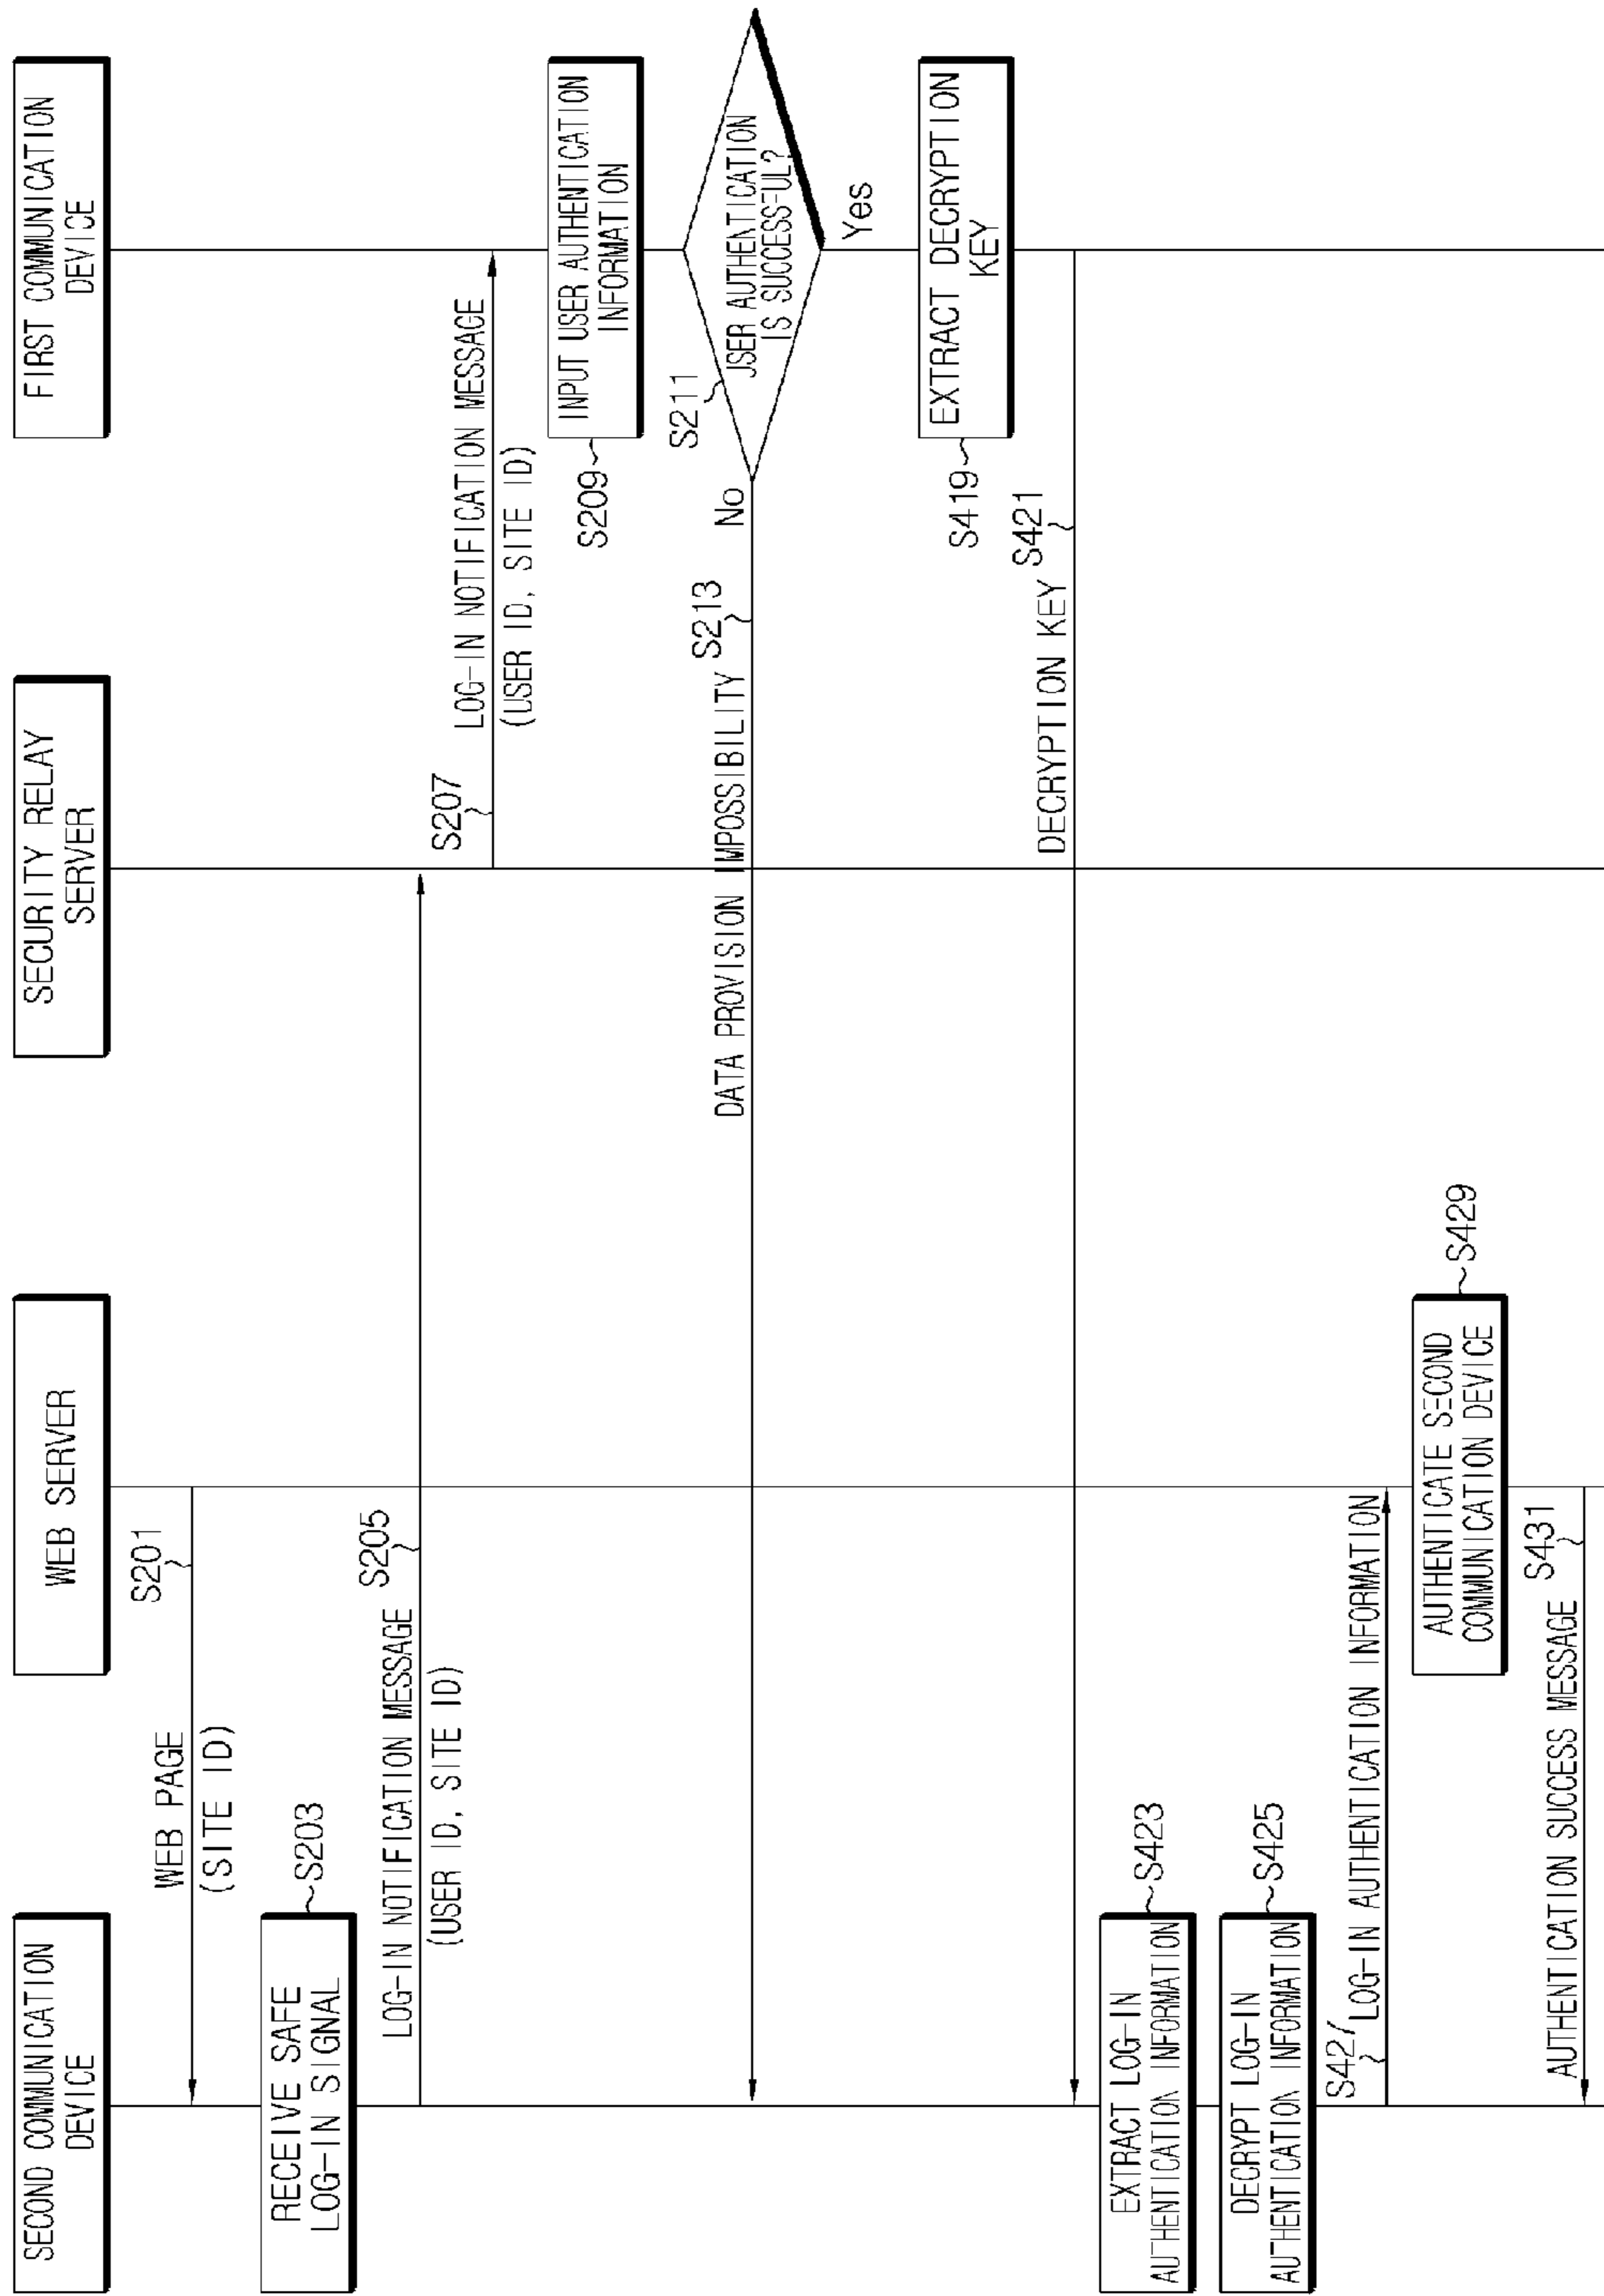 SECOND COMMUNICATION
DEVICE
WEB SERVER
SECURITY RELAY
SERVER
FIRST COMMUNICATION
DEVICE
S201
WEB PAGE
(SITE ID)
RECEIVE SAFE
LOG-IN SIGNAL
S203
LOG-IN NOTIFICATION MESSAGE
(USER ID, SITE ID)
S205
S207
LOG-IN NOTIFICATION MESSAGE
(USER ID, SITE ID)
INPUT USER AUTHENTICATION
INFORMATION
S209
S211
USER AUTHENTICATION
IS SUCCESSFUL?
No
Yes
DATA PROVISION IMPOSSIBILITY
S213
EXTRACT DECRYPTION
KEY
S419
DECRYPTION KEY
S421
EXTRACT LOG-IN
AUTHENTICATION INFORMATION
S423
DECRYPT LOG-IN
AUTHENTICATION INFORMATION
S425
S427
LOG-IN AUTHENTICATION INFORMATION
AUTHENTICATE SECOND
COMMUNICATION DEVICE
S429
AUTHENTICATION SUCCESS MESSAGE
S431